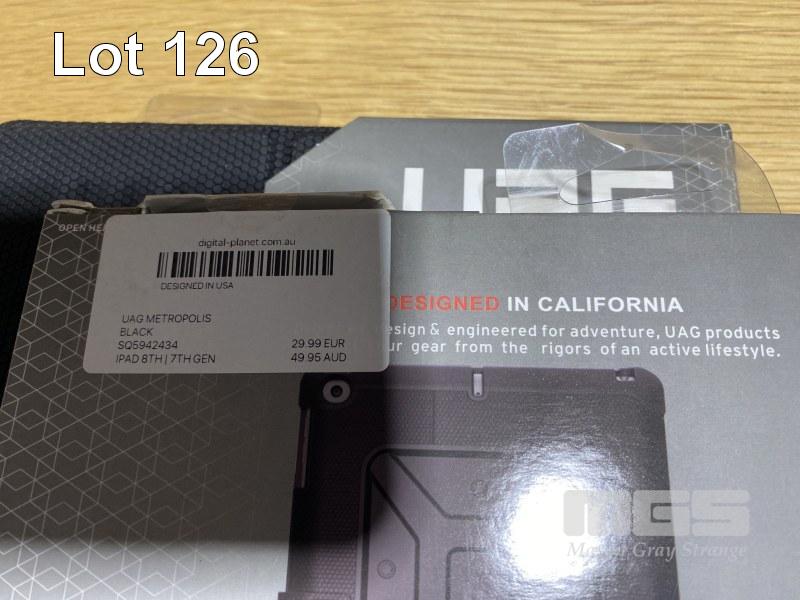 Lot 126
UAG
OPEN HE
digital-planet.com.au
DESIGNED IN USA
UAG METROPOLIS
BLACK
SQ5942434 29.99 EUR
IPAD 8TH | 7TH GEN 49.95 AUD
DESIGNED IN CALIFORNIA
esign & engineered for adventure, UAG products
ur gear from the rigors of an active lifestyle.
MGS
Mason Gray Strange